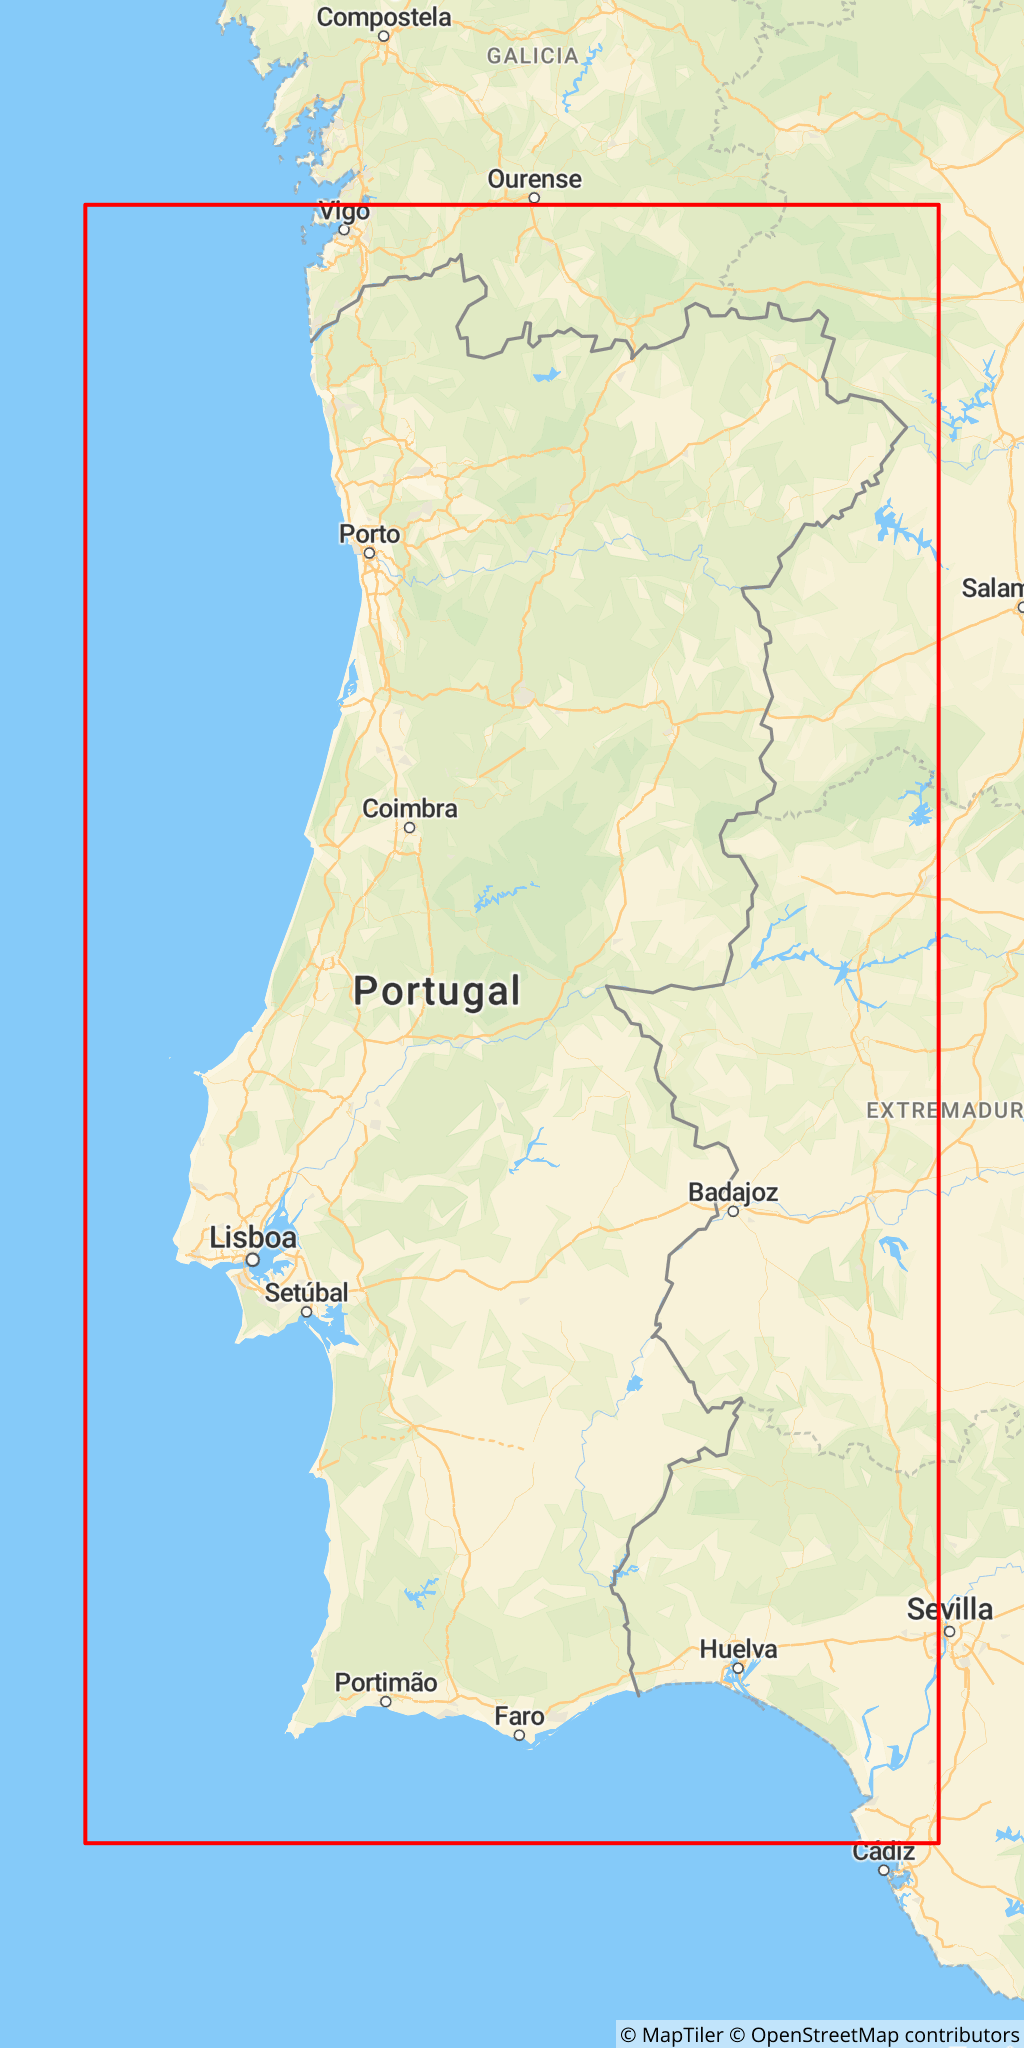 Compostela
GALICIA
Ourense
Vigo
Porto
Salam
Coimbra
Portugal
EXTREMADUR
Badajoz
Lisboa
Setúbal
Sevilla
Huelva
Portimão
Faro
Cádiz
© MapTiler © OpenStreetMap contributors